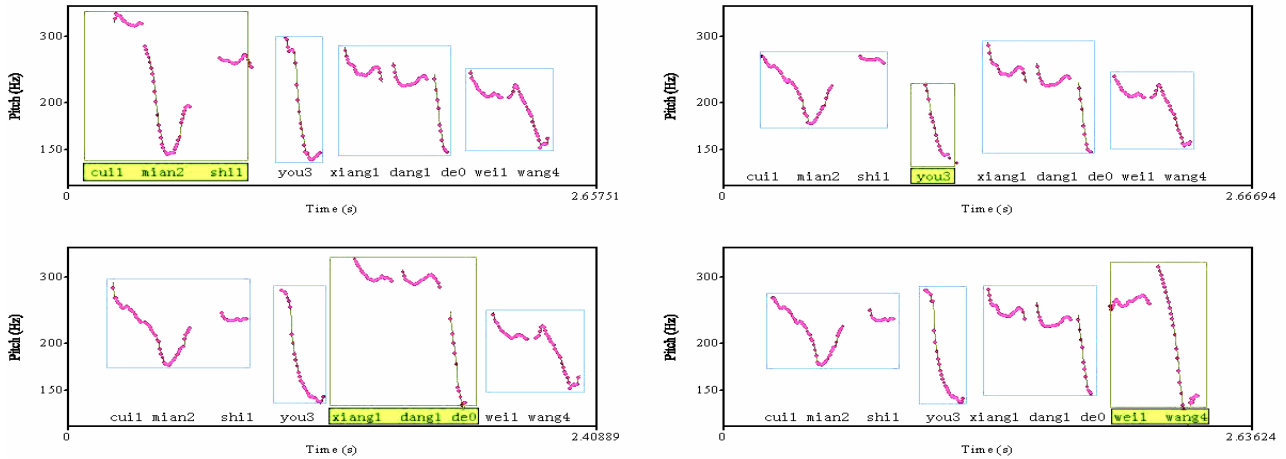 Pitch (Hz)
300
200
150
cui1 mian2 shi1 you3 xiang1 dang1 de0 wei1 wang4
0 2.65751
Time (s)
Pitch (Hz)
300
200
150
cui1 mian2 shi1 you3 xiang1 dang1 de0 wei1 wang4
0 2.66694
Time (s)
Pitch (Hz)
300
200
150
cui1 mian2 shi1 you3 xiang1 dang1 de0 wei1 wang4
0 2.40889
Time (s)
Pitch (Hz)
300
200
150
cui1 mian2 shi1 you3 xiang1 dang1 de0 wei1 wang4
0 2.63624
Time (s)